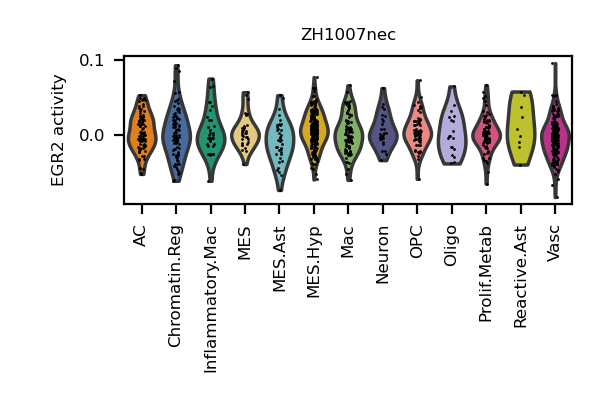 ZH1007nec
EGR2 activity
0.1
0.0
AC
Chromatin.Reg
Inflammatory.Mac
MES
MES.Ast
MES.Hyp
Mac
Neuron
OPC
Oligo
Prolif.Metab
Reactive.Ast
Vasc